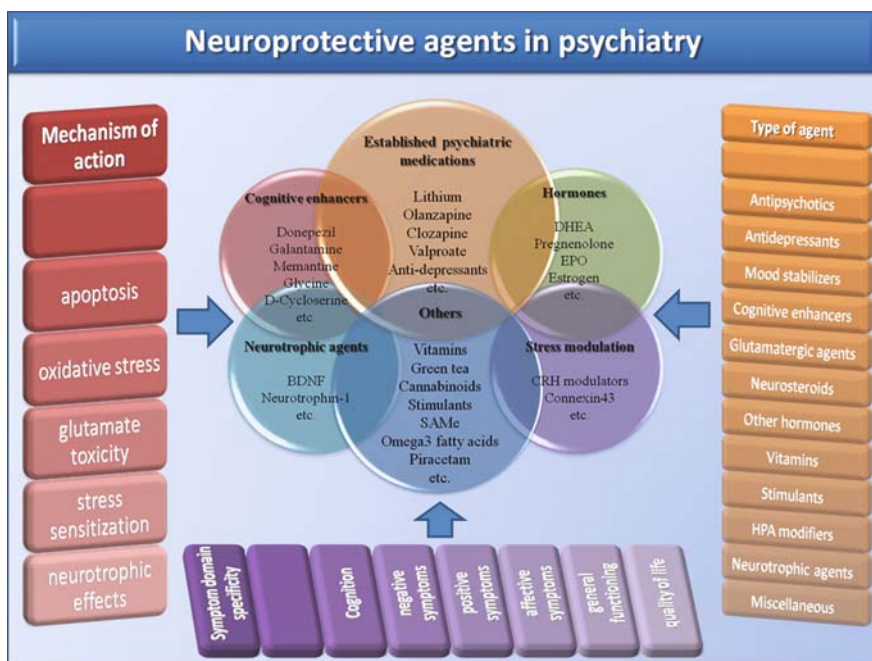 Neuroprotective agents in psychiatry
Mechanism of
action
apoptosis
oxidative stress
glutamate
toxicity
stress
sensitization
neurotrophic
effects
Established psychiatric
medications
Lithium
Olanzapine
Clozapine
Valproate
Anti-depressants
etc.
Cognitive enhancers
Donepezil
Galantamine
Memantine
Glycine
D-Cycloserine
etc.
Hormones
DHEA
Pregnenolone
EPO
Estrogen
etc.
Neurotrophic agents
BDNF
Neurotrophin-1
etc.
Others
Vitamins
Green tea
Cannabinoids
Stimulants
SAMe
Omega3 fatty acids
Piracetam
etc.
Stress modulation
CRH modulators
Connexin43
etc.
Type of agent
Antipsychotics
Antidepressants
Mood stabilizers
Cognitive enhancers
Glutamatergic agents
Neurosteroids
Other hormones
Vitamins
Stimulants
HPA modifiers
Neurotrophic agents
Miscellaneous
Symptom domain
specificity
Cognition
negative
symptoms
positive
symptoms
affective
symptoms
general
functioning
quality of life